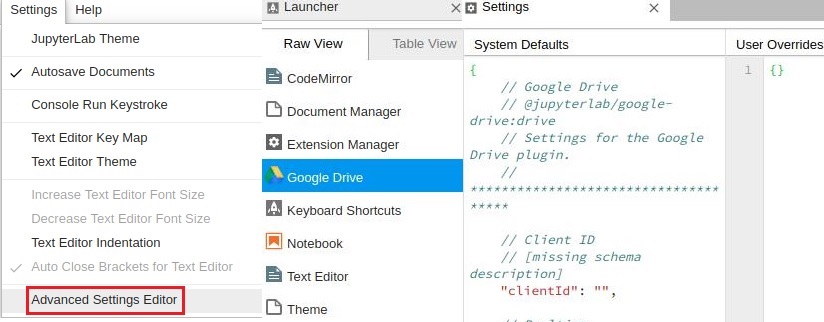 Settings Help
JupyterLab Theme
Autosave Documents
Console Run Keystroke
Text Editor Key Map
Text Editor Theme
Increase Text Editor Font Size
Decrease Text Editor Font Size
Text Editor Indentation
Auto Close Brackets for Text Editor
Advanced Settings Editor
Launcher
Settings
Raw View
Table View
CodeMirror
Document Manager
Extension Manager
Google Drive
Keyboard Shortcuts
Notebook
Text Editor
Theme
System Defaults
{
// Google Drive
// @jupyterlab/google-
drive:drive
// Settings for the Google
Drive plugin.
//
********************************
*****
// Client ID
// [missing schema
description]
"clientId": "",
User Overrides
1 {}